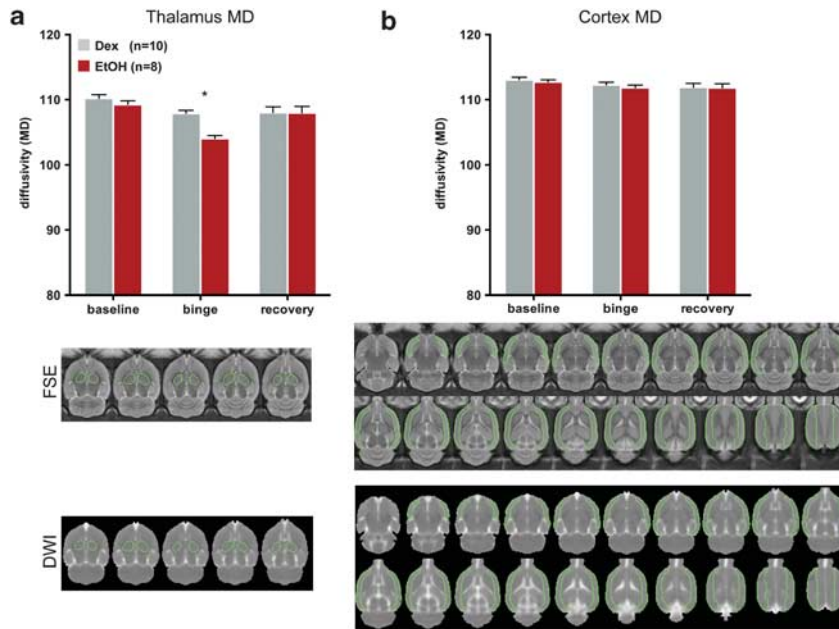 a
Thalamus MD
120
110
100
90
80
diffusivity (MD)
Dex (n=10)
EtOH (n=8)
*
baseline binge recovery
FSE
DWI
b
Cortex MD
120
110
100
90
80
diffusivity (MD)
baseline binge recovery